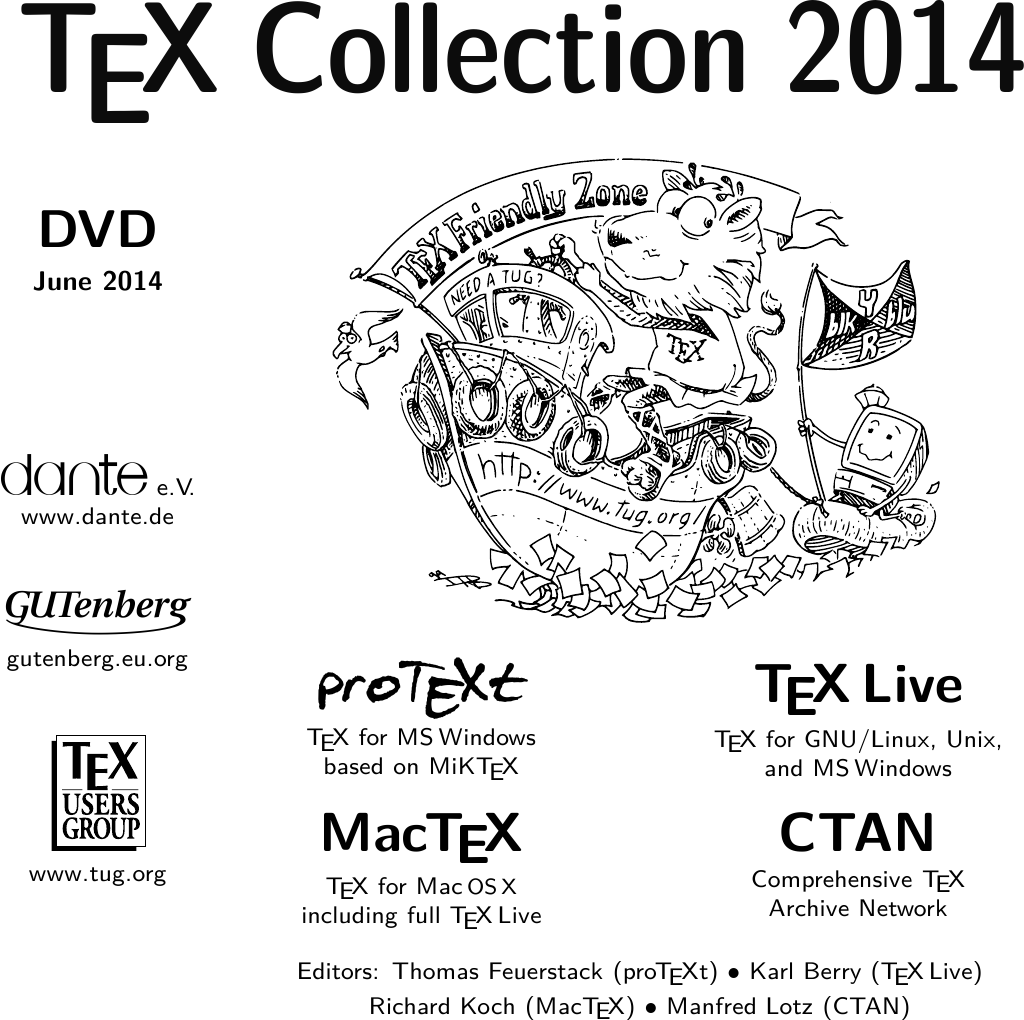 TEX Collection 2014
DVD
June 2014
TEX Friendly Zone
NEED A TUG?
TEX
blk Y blu
R
http://www.tug.org/
dante e.V.
www.dante.de
GUTenberg
gutenberg.eu.org
TEX
USERS
GROUP
www.tug.org
proTEXt
TEX for MS Windows
based on MiKTEX
TEX Live
TEX for GNU/Linux, Unix,
and MS Windows
MacTEX
TEX for Mac OS X
including full TEX Live
CTAN
Comprehensive TEX
Archive Network
Editors: Thomas Feuerstack (proTEXt) • Karl Berry (TEX Live)
Richard Koch (MacTEX) • Manfred Lotz (CTAN)